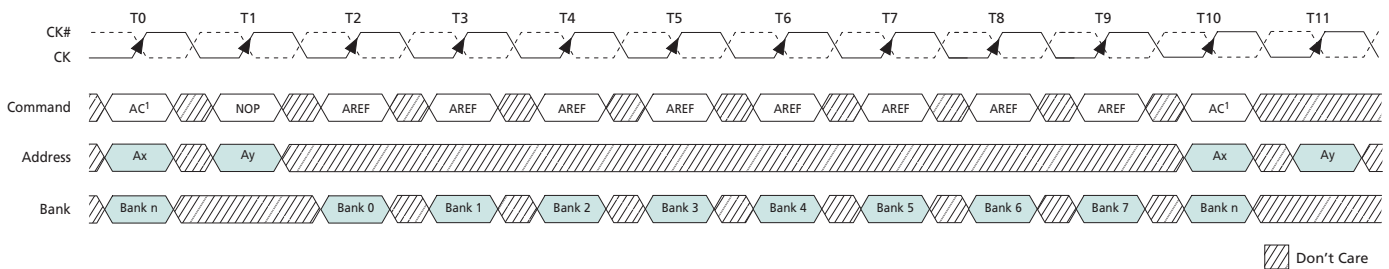 T0 T1 T2 T3 T4 T5 T6 T7 T8 T9 T10 T11
CK#
CK
Command AC¹ NOP AREF AREF AREF AREF AREF AREF AREF AREF AC¹
Address Ax Ay Ax Ay
Bank Bank n Bank 0 Bank 1 Bank 2 Bank 3 Bank 4 Bank 5 Bank 6 Bank 7 Bank n
Don't Care